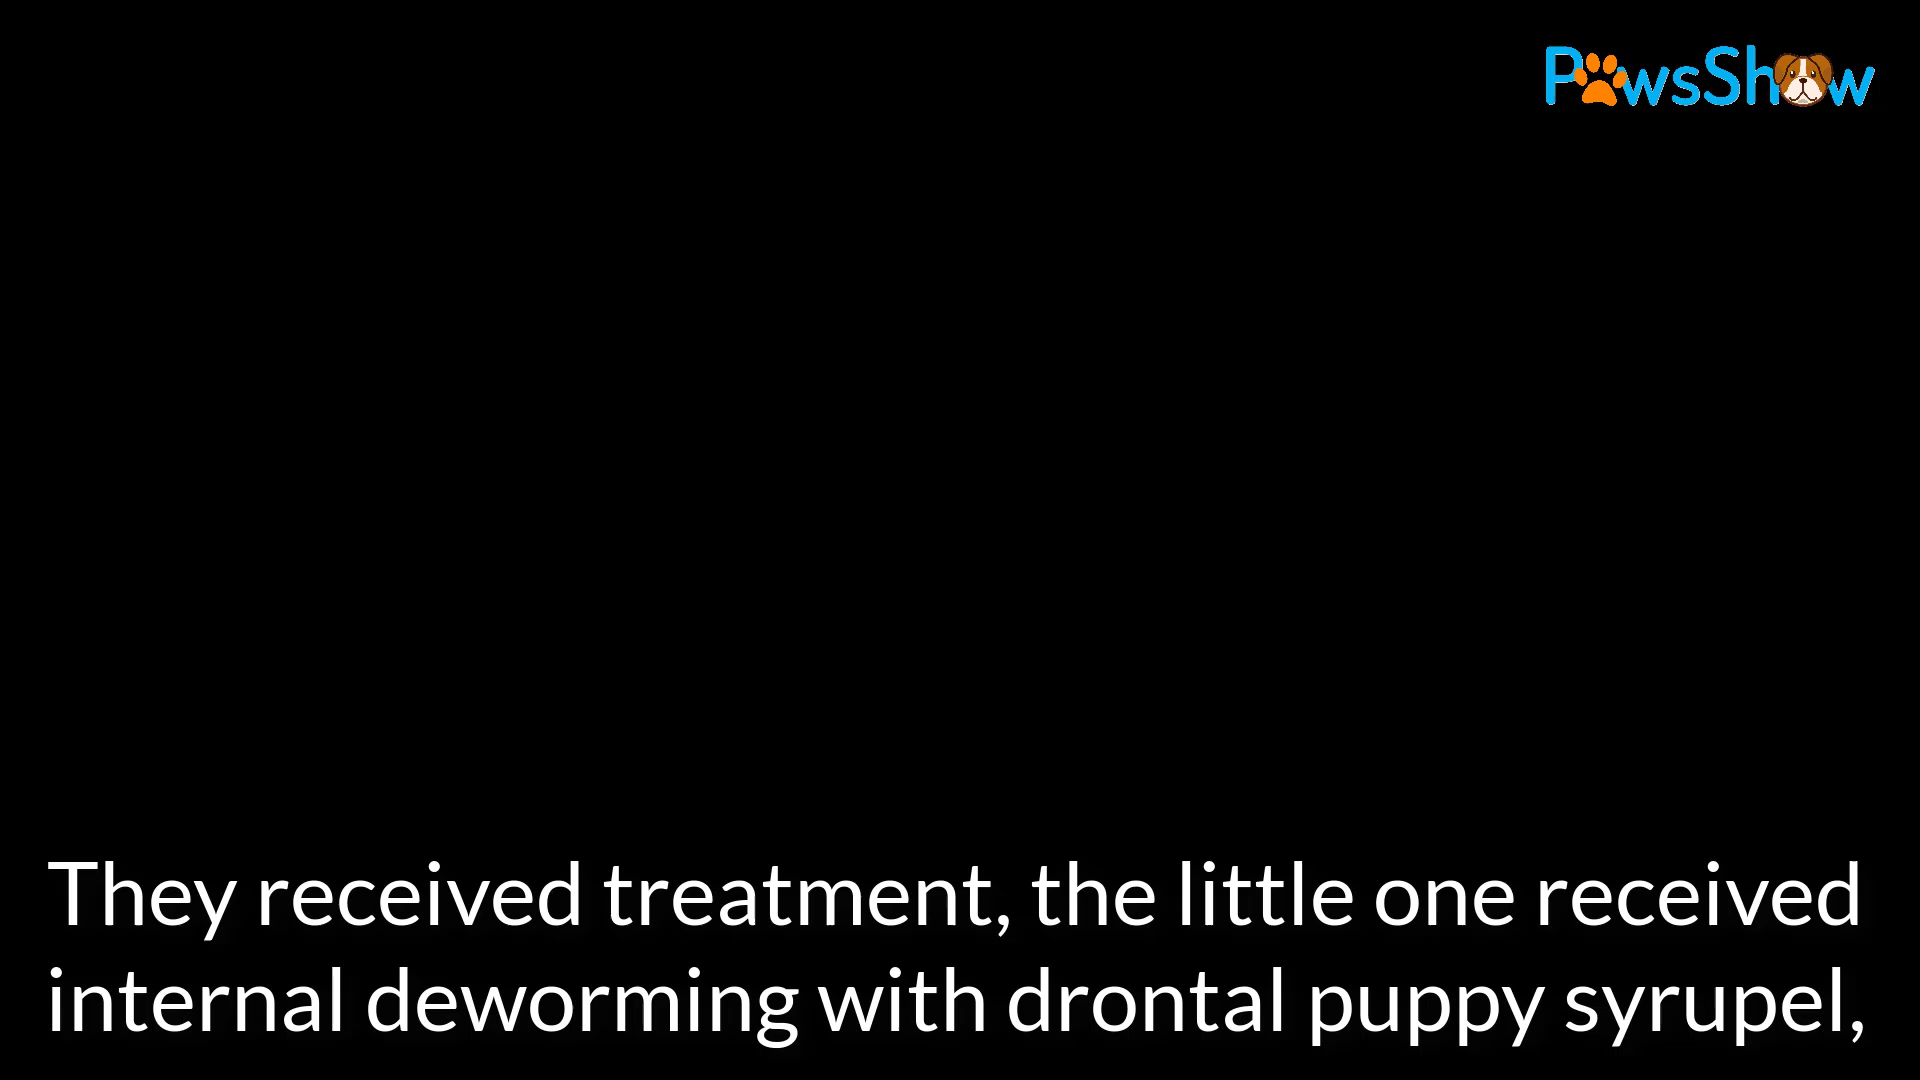 PawsShow
They received treatment, the little one received
internal deworming with drontal puppy syrupel,